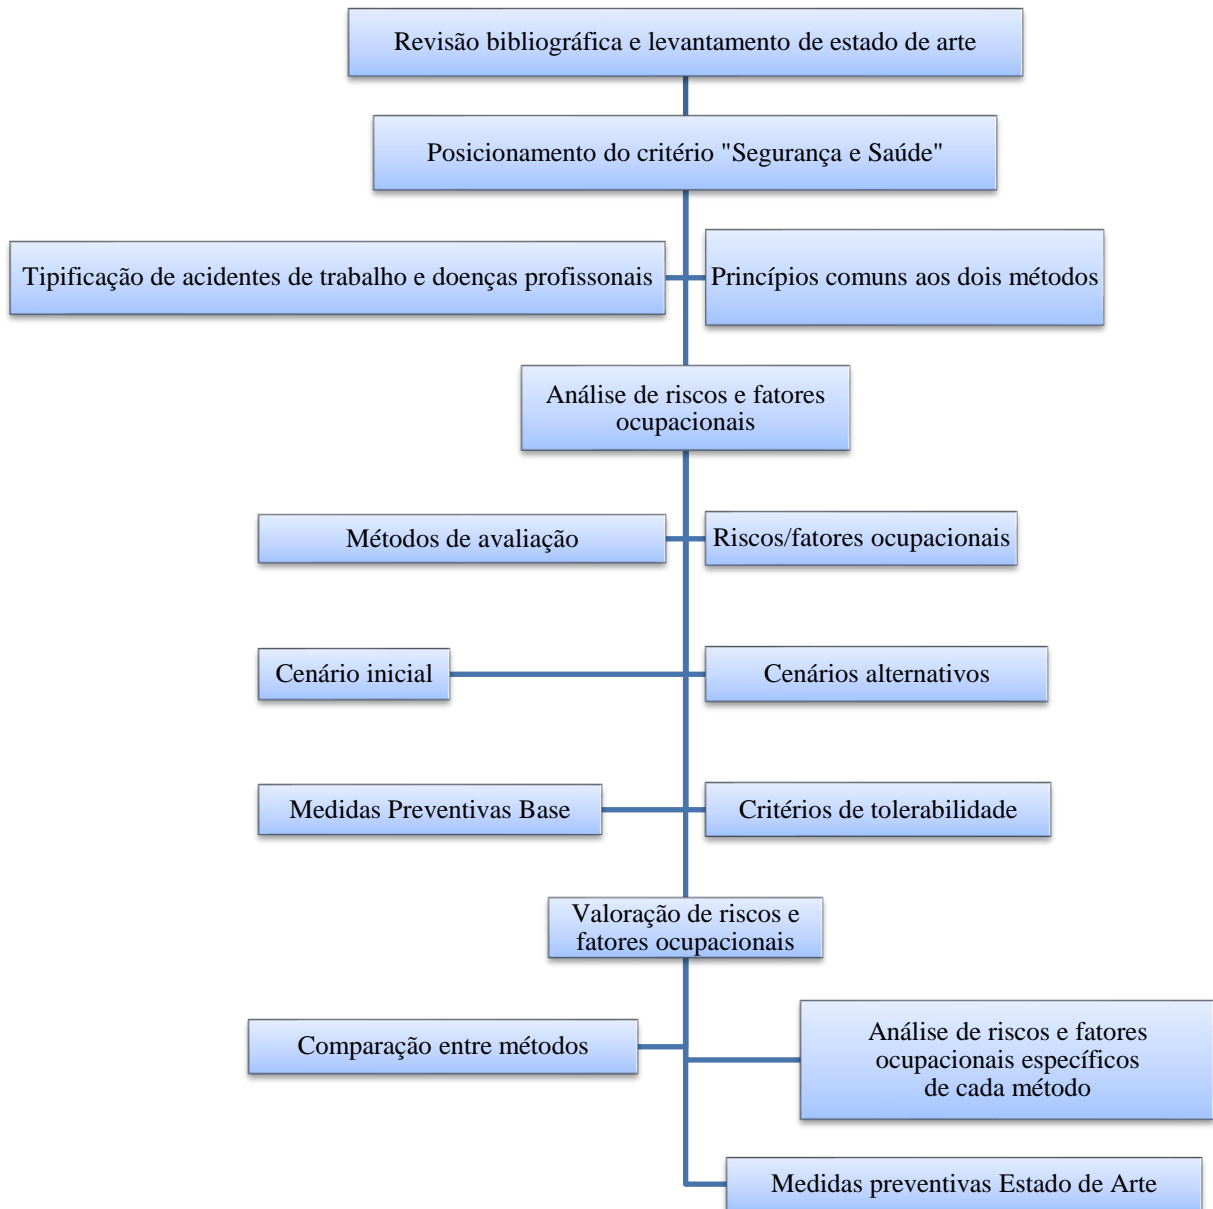 Revisão bibliográfica e levantamento de estado de arte
Posicionamento do critério "Segurança e Saúde"
Tipificação de acidentes de trabalho e doenças profissonais
Princípios comuns aos dois métodos
Análise de riscos e fatores
ocupacionais
Métodos de avaliação
Riscos/fatores ocupacionais
Cenário inicial
Cenários alternativos
Medidas Preventivas Base
Critérios de tolerabilidade
Valoração de riscos e
fatores ocupacionais
Comparação entre métodos
Análise de riscos e fatores
ocupacionais específicos
de cada método
Medidas preventivas Estado de Arte